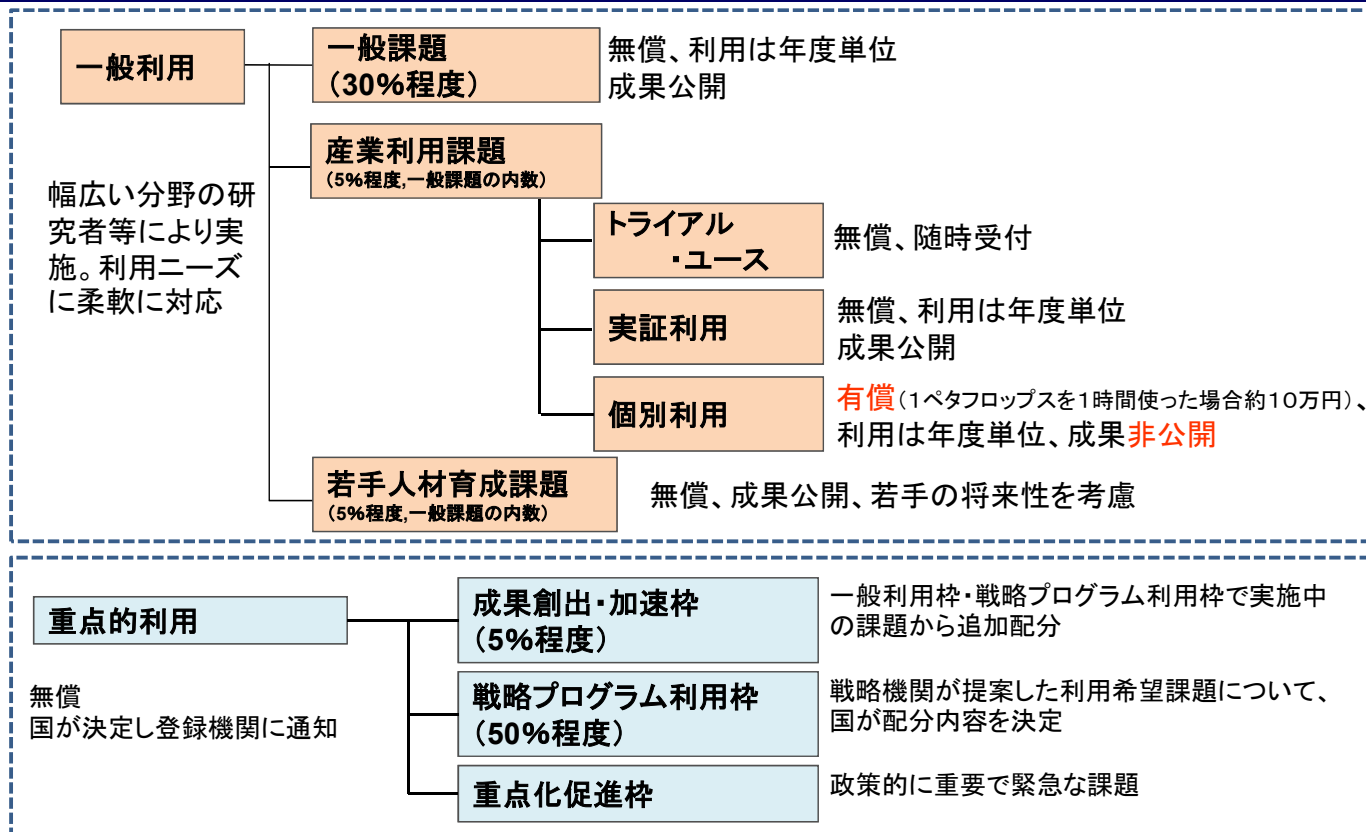 一般利用
一般課題
(30%程度)
無償、利用は年度単位
成果公開
産業利用課題
(5%程度,一般課題の内数)
幅広い分野の研
究者等により実
施。利用ニーズ
に柔軟に対応
トライアル
・ユース
無償、随時受付
実証利用
無償、利用は年度単位
成果公開
個別利用
有償(1ペタフロップスを1時間使った場合約10万円)、
利用は年度単位、成果非公開
若手人材育成課題
(5%程度,一般課題の内数)
無償、成果公開、若手の将来性を考慮
重点的利用
無償
国が決定し登録機関に通知
成果創出・加速枠
(5%程度)
一般利用枠・戦略プログラム利用枠で実施中
の課題から追加配分
戦略プログラム利用枠
(50%程度)
戦略機関が提案した利用希望課題について、
国が配分内容を決定
重点化促進枠
政策的に重要で緊急な課題